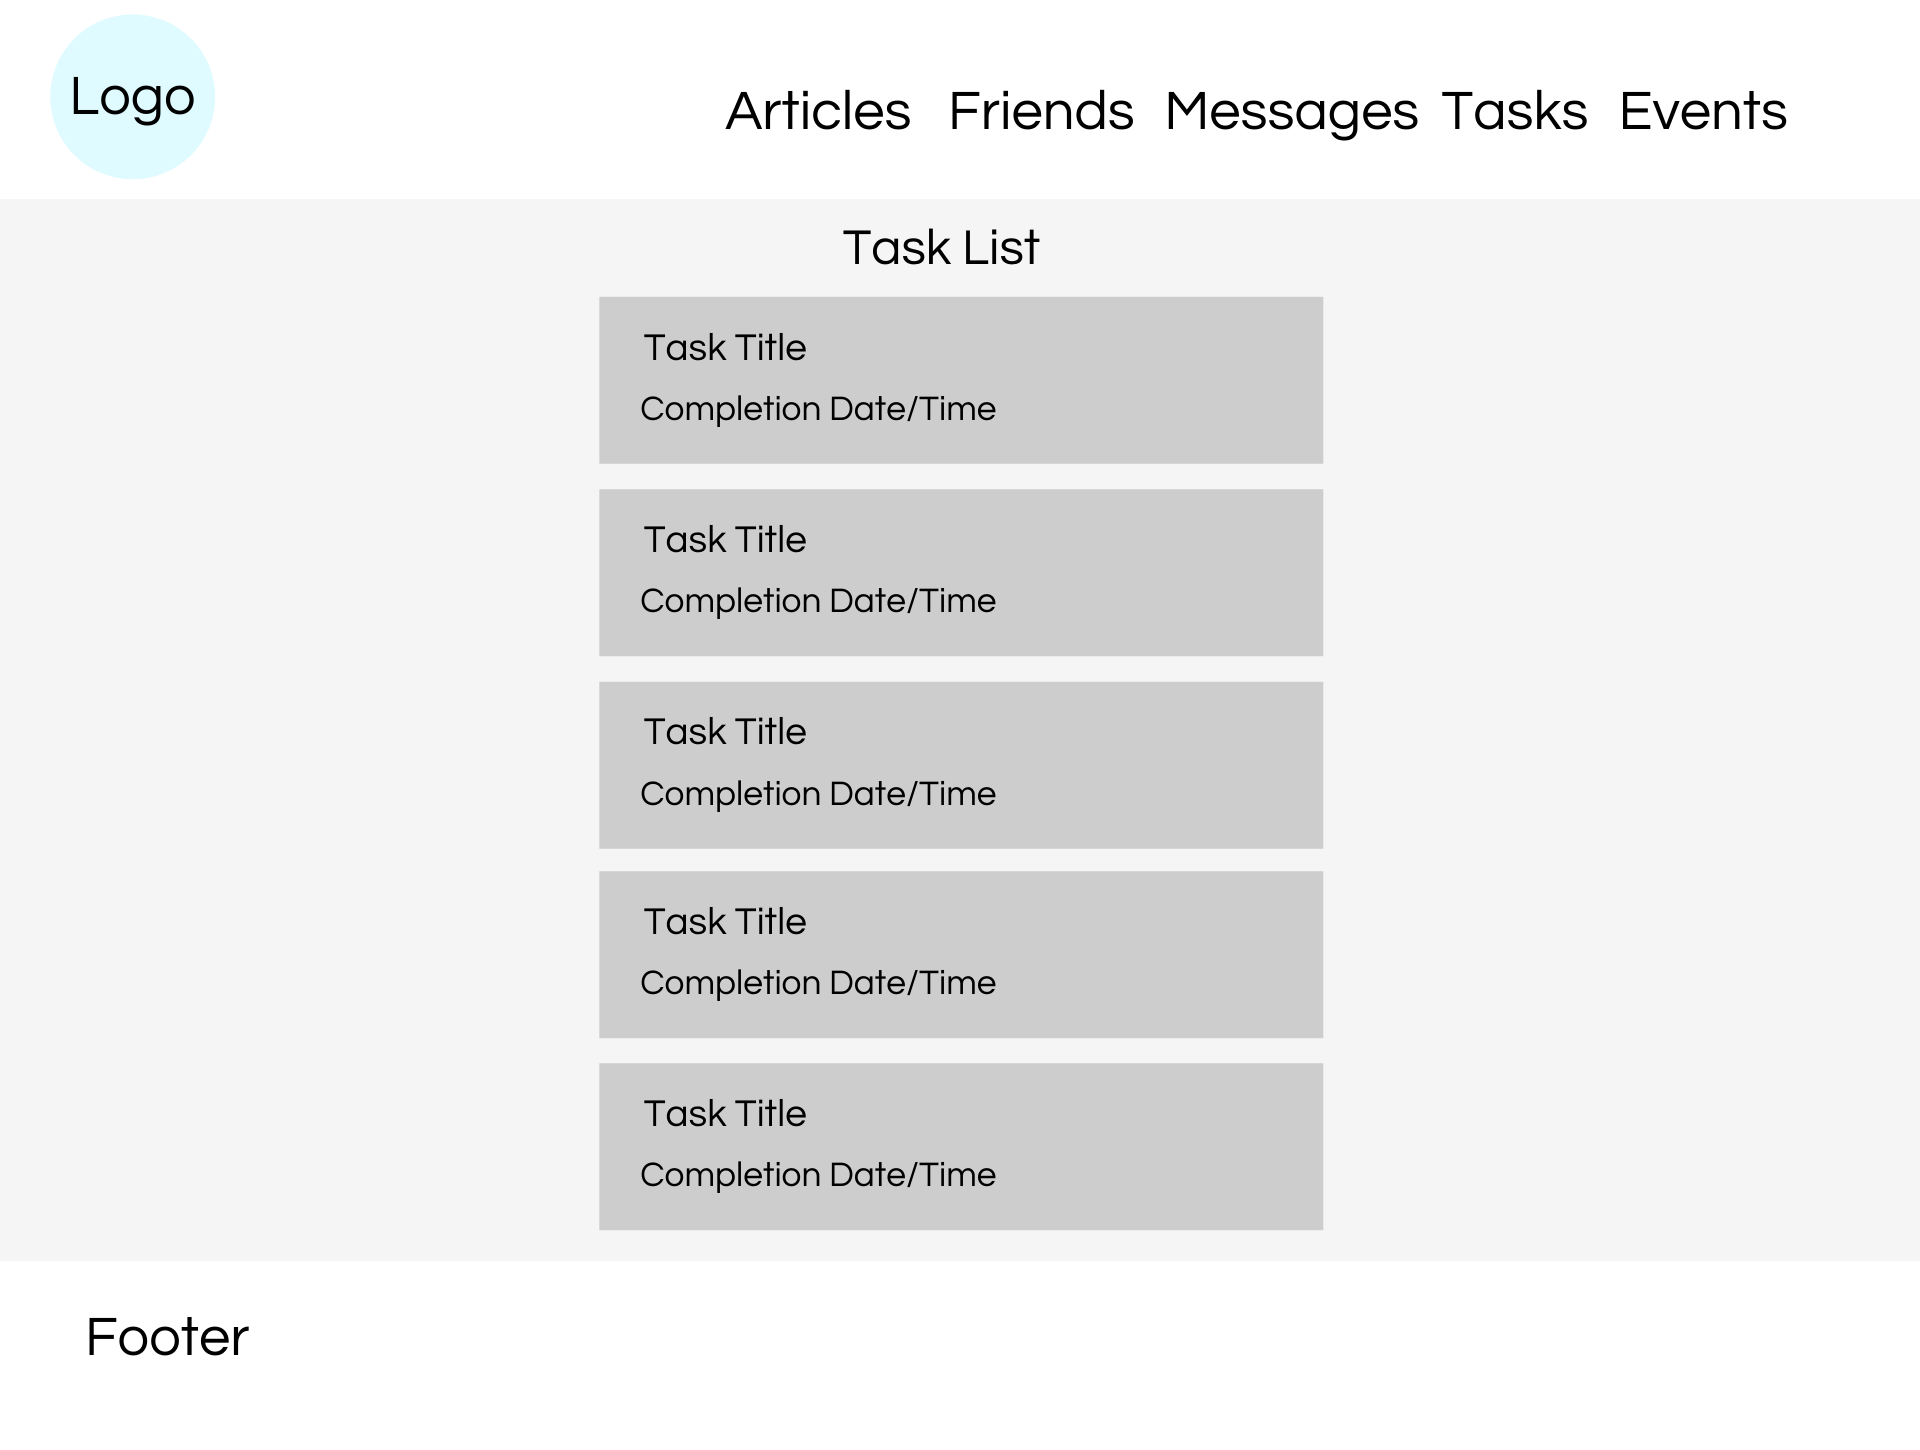 Logo
Articles Friends Messages Tasks Events
Task List
Task Title
Completion Date/Time
Task Title
Completion Date/Time
Task Title
Completion Date/Time
Task Title
Completion Date/Time
Task Title
Completion Date/Time
Footer